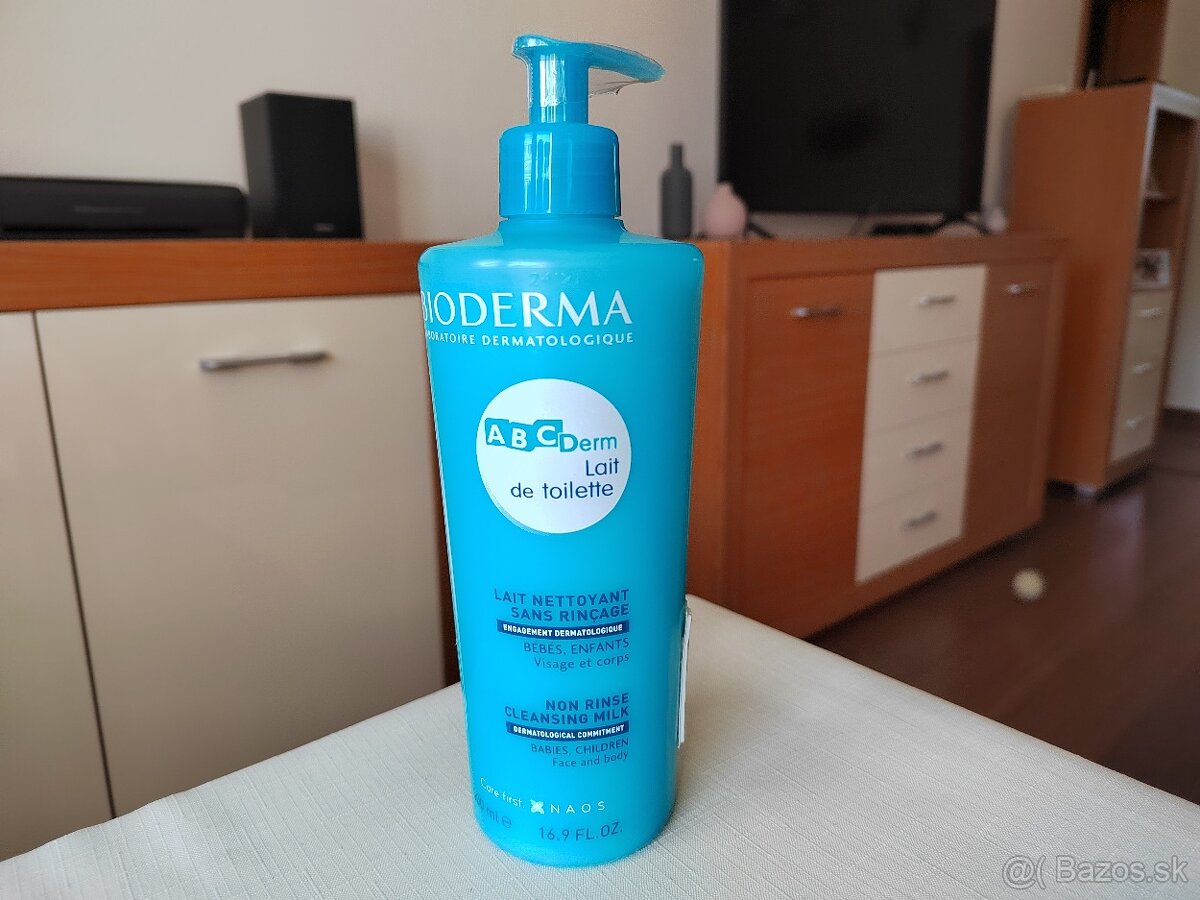 BIODERMA
LABORATOIRE DERMATOLOGIQUE
ABCDerm
Lait
de toilette
LAIT NETTOYANT
SANS RINÇAGE
ENGAGEMENT DERMATOLOGIQUE
BÉBÉS, ENFANTS
Visage et corps
NON RINSE
CLEANSING MILK
DERMATOLOGICAL COMMITMENT
BABIES, CHILDREN
Face and body
Care first. NAOS
ml e 16.9 FL.OZ.
@( Bazos.sk